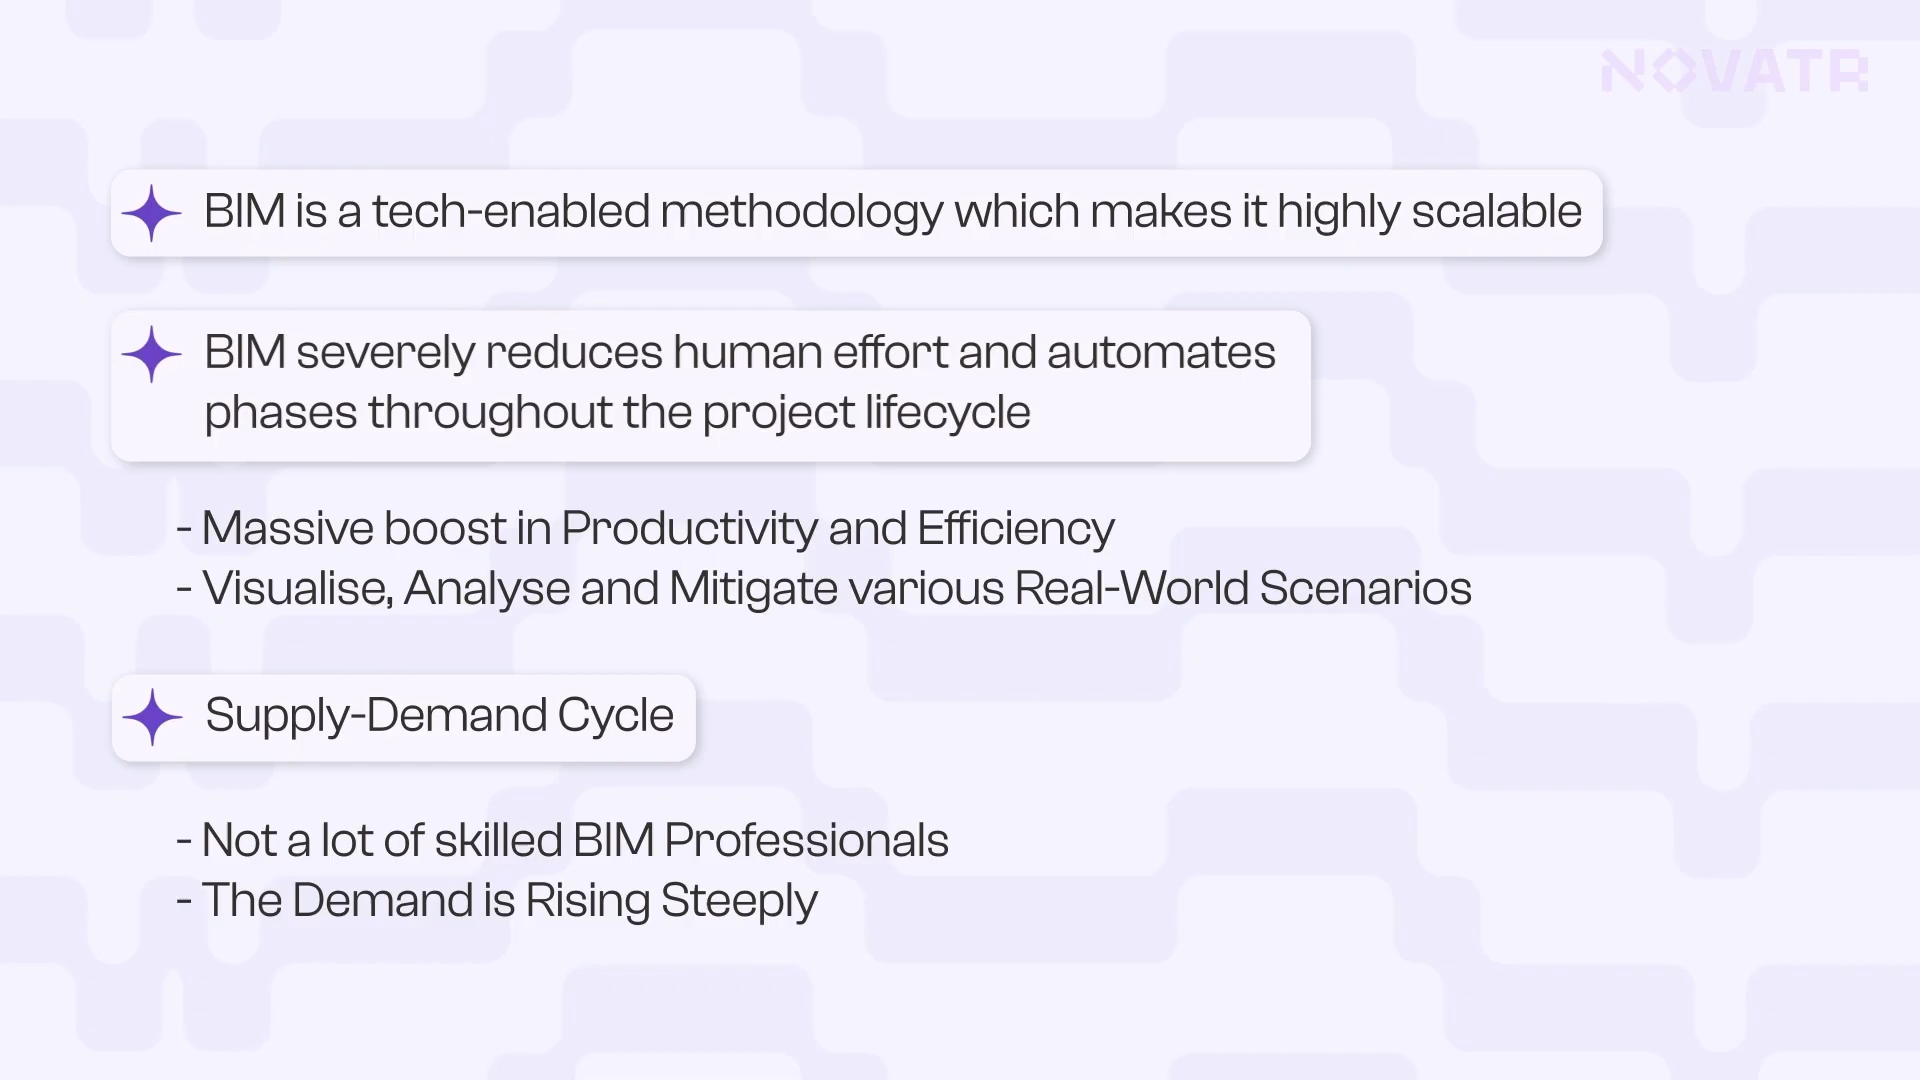 NOVATR
BIM is a tech-enabled methodology which makes it highly scalable
BIM severely reduces human effort and automates
phases throughout the project lifecycle
- Massive boost in Productivity and Efficiency
- Visualise, Analyse and Mitigate various Real-World Scenarios
Supply-Demand Cycle
- Not a lot of skilled BIM Professionals
- The Demand is Rising Steeply